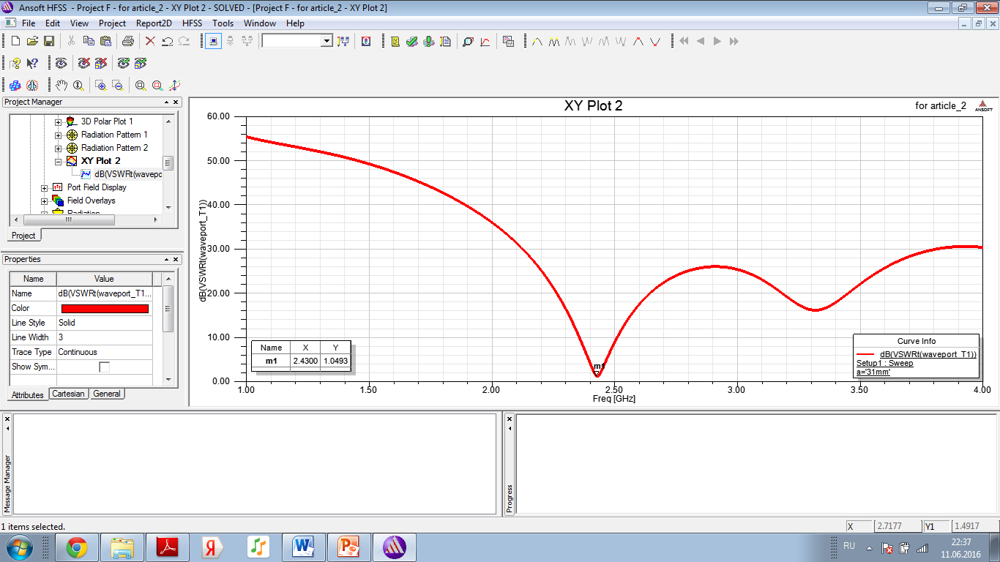 Ansoft HFSS - Project F - for article_2 - XY Plot 2 - SOLVED - [Project F - for article_2 - XY Plot 2]
File Edit View Project Report2D HFSS Tools Window Help
Project Manager
3D Polar Plot 1
Radiation Pattern 1
Radiation Pattern 2
XY Plot 2
dB(VSWRt(wavepo
Port Field Display
Field Overlays
Radiation
Project
Properties
Name Value
Name dB(VSWRt(waveport_T1...
Color
Line Style Solid
Line Width 3
Trace Type Continuous
Show Sym...
Attributes Cartesian General
XY Plot 2
for article_2
ANSOFT
60.00
50.00
40.00
30.00
20.00
10.00
0.00
dB(VSWRt(waveport_T1))
1.00 1.50 2.00 2.50 3.00 3.50 4.00
Freq [GHz]
m1
Name X Y
m1 2.4300 1.0493
Curve Info
dB(VSWRt(waveport_T1))
Setup1 : Sweep
a='31mm'
Message Manager
Progress
1 items selected.
X 2.7177 Y1 1.4917
Я
W
P
RU
22:37
11.06.2016